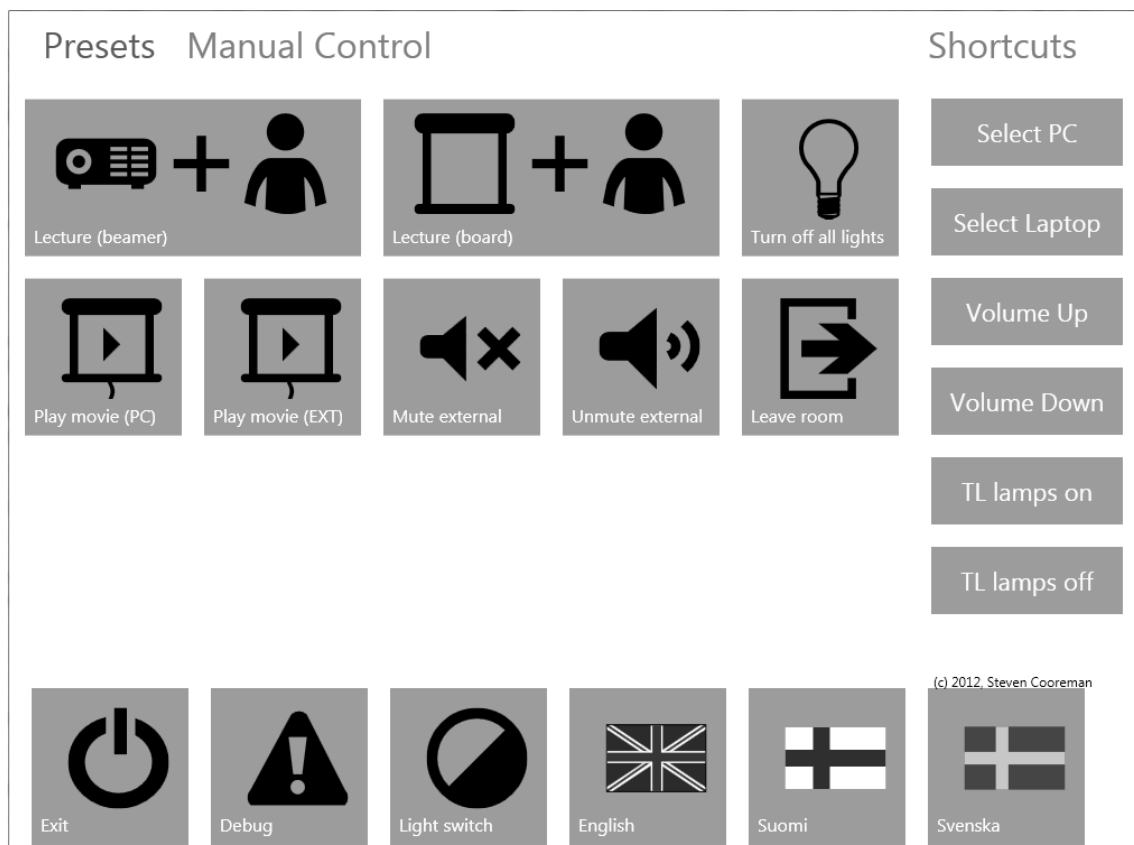 Presets Manual Control Shortcuts
Lecture (beamer)
Lecture (board)
Turn off all lights
Play movie (PC)
Play movie (EXT)
Mute external
Unmute external
Leave room
Select PC
Select Laptop
Volume Up
Volume Down
TL lamps on
TL lamps off
(c) 2012, Steven Cooreman
Exit
Debug
Light switch
English
Suomi
Svenska